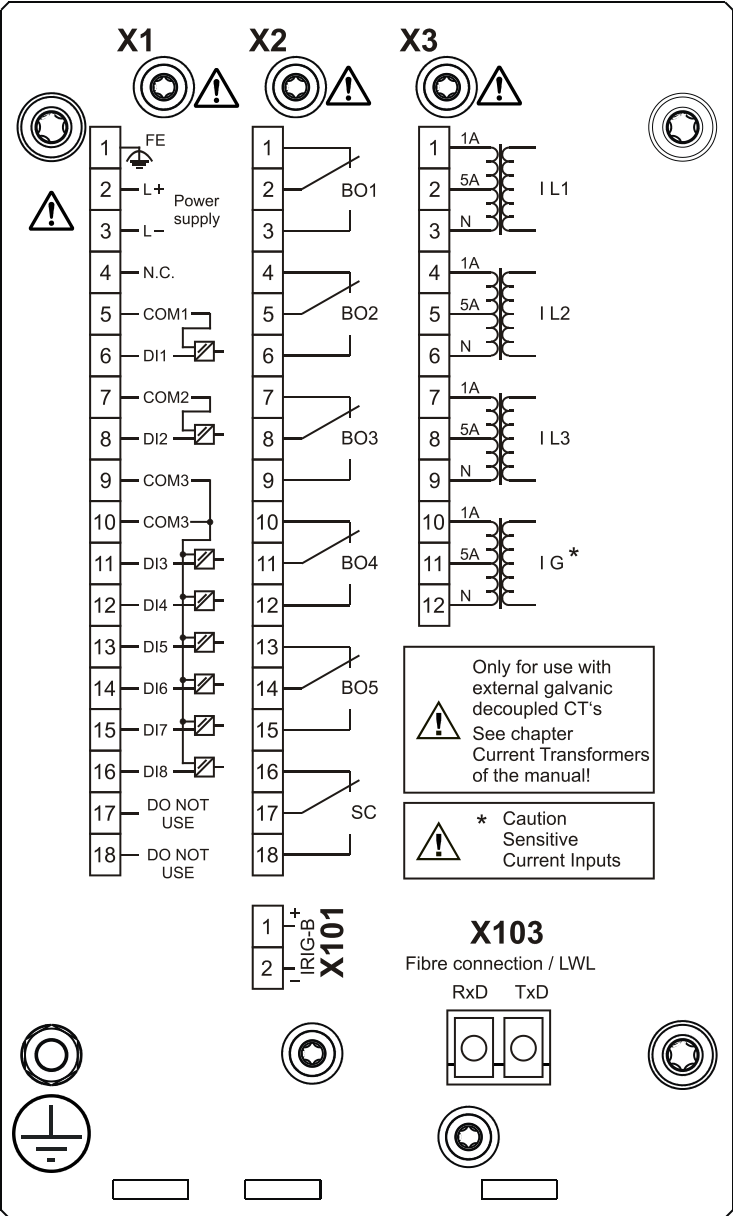 X1
X2
X3
1 FE
2 L+ Power
supply
3 L–
4 N.C.
5 COM1
6 DI1
7 COM2
8 DI2
9 COM3
10 COM3
11 DI3
12 DI4
13 DI5
14 DI6
15 DI7
16 DI8
17 DO NOT
USE
18 DO NOT
USE
1
2 BO1
3
4
5 BO2
6
7
8 BO3
9
10
11 BO4
12
13
14 BO5
15
16
17 SC
18
1 1A
2 5A I L1
3 N
4 1A
5 5A I L2
6 N
7 1A
8 5A I L3
9 N
10 1A
11 5A I G*
12 N
Only for use with
external galvanic
decoupled CT‘s
See chapter
Current Transformers
of the manual!
* Caution
Sensitive
Current Inputs
1 +
2 –
IRIG-B
X101
X103
Fibre connection / LWL
RxD TxD